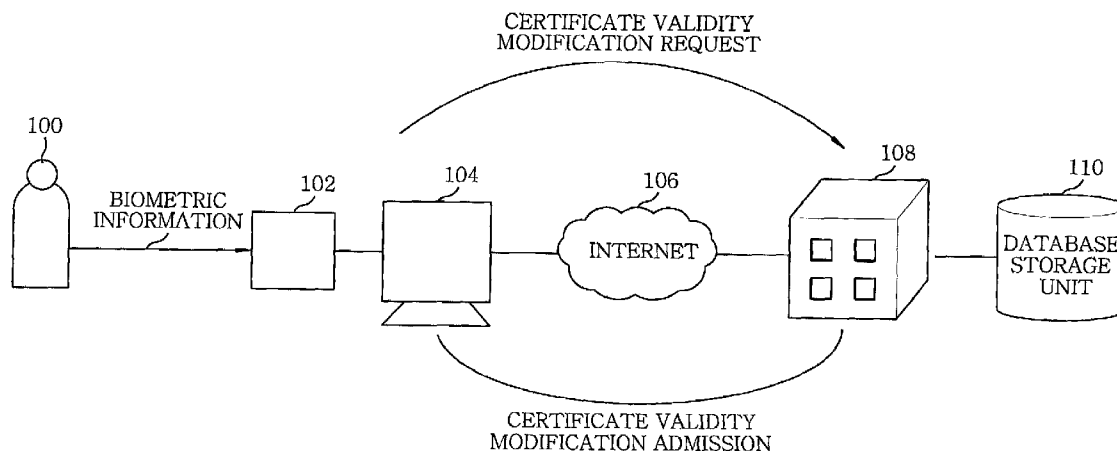 CERTIFICATE VALIDITY
MODIFICATION REQUEST
100
BIOMETRIC
INFORMATION
102
104
106
INTERNET
108
110
DATABASE
STORAGE
UNIT
CERTIFICATE VALIDITY
MODIFICATION ADMISSION